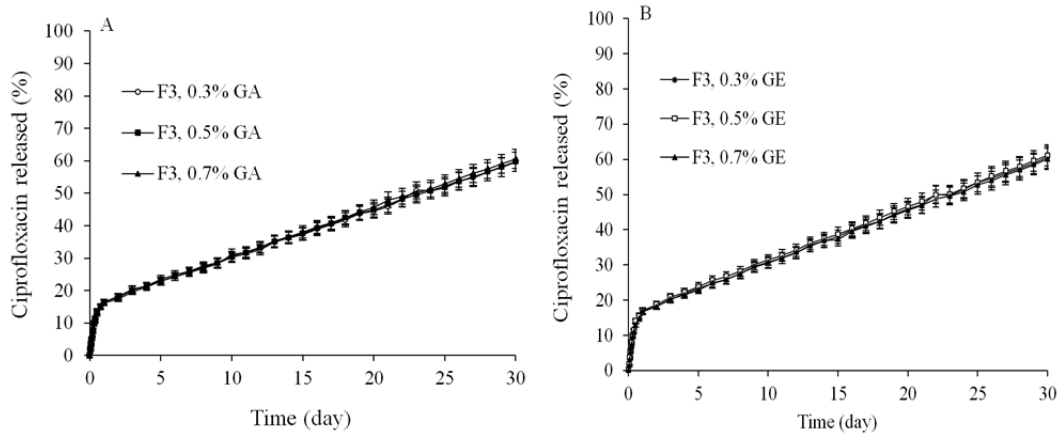 A
Ciprofloxacin released (%)
100
90
80
70
60
50
40
30
20
10
0
F3, 0.3% GA
F3, 0.5% GA
F3, 0.7% GA
0 5 10 15 20 25 30
Time (day)
B
Ciprofloxacin released (%)
100
90
80
70
60
50
40
30
20
10
0
F3, 0.3% GE
F3, 0.5% GE
F3, 0.7% GE
0 5 10 15 20 25 30
Time (day)